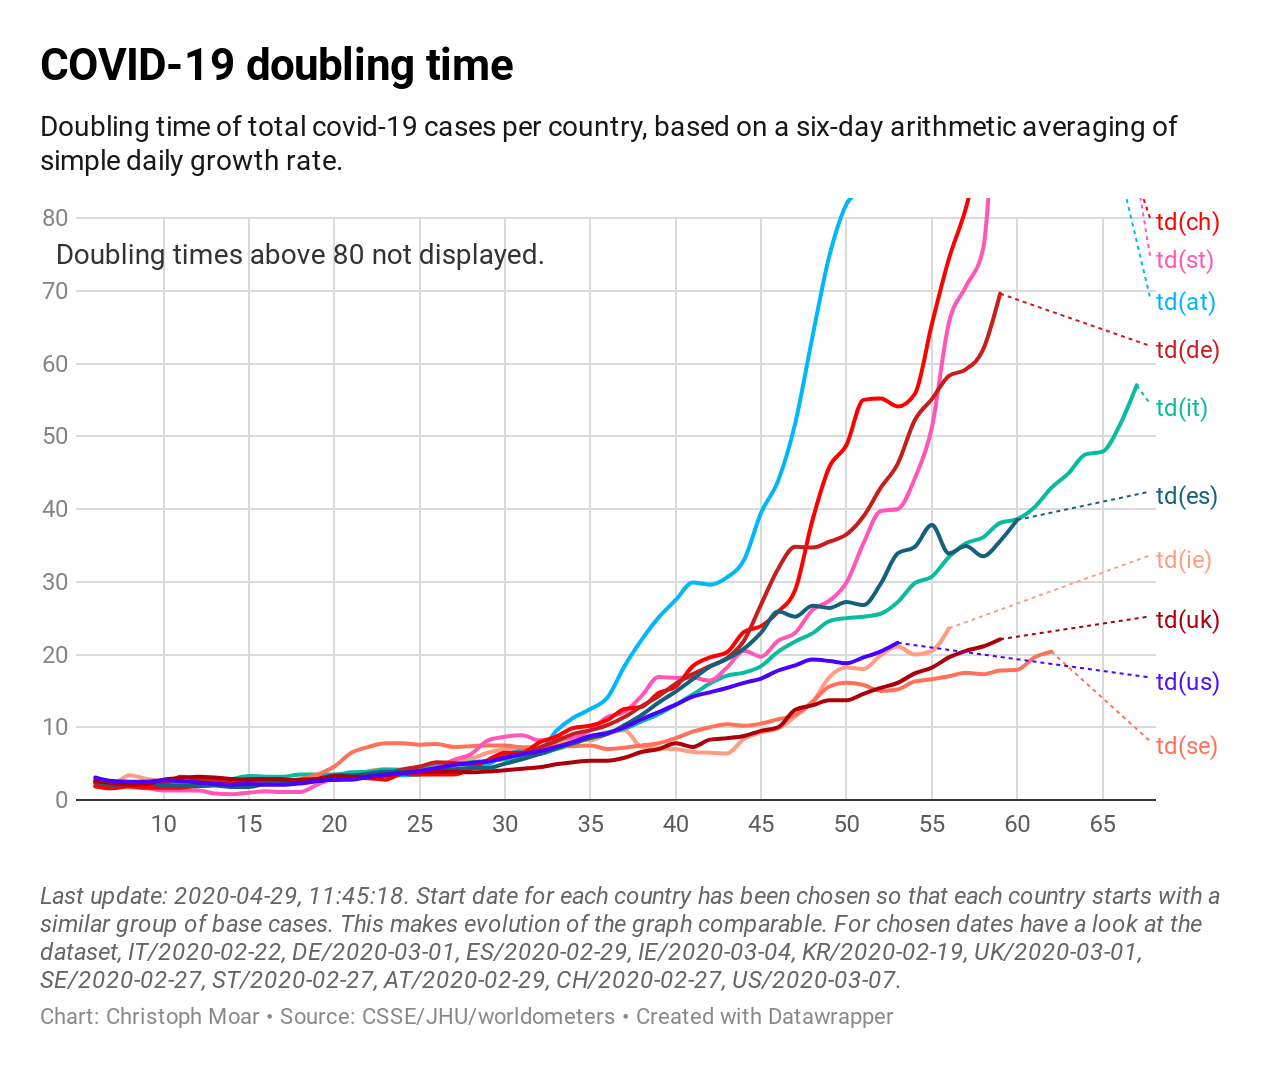 COVID-19 doubling time
Doubling time of total covid-19 cases per country, based on a six-day arithmetic averaging of
simple daily growth rate.
80
Doubling times above 80 not displayed.
70
60
50
40
30
20
10
0
td(ch)
td(st)
td(at)
td(de)
td(it)
td(es)
td(ie)
td(uk)
td(us)
td(se)
10 15 20 25 30 35 40 45 50 55 60 65
Last update: 2020-04-29, 11:45:18. Start date for each country has been chosen so that each country starts with a
similar group of base cases. This makes evolution of the graph comparable. For chosen dates have a look at the
dataset, IT/2020-02-22, DE/2020-03-01, ES/2020-02-29, IE/2020-03-04, KR/2020-02-19, UK/2020-03-01,
SE/2020-02-27, ST/2020-02-27, AT/2020-02-29, CH/2020-02-27, US/2020-03-07.
Chart: Christoph Moar • Source: CSSE/JHU/worldometers • Created with Datawrapper